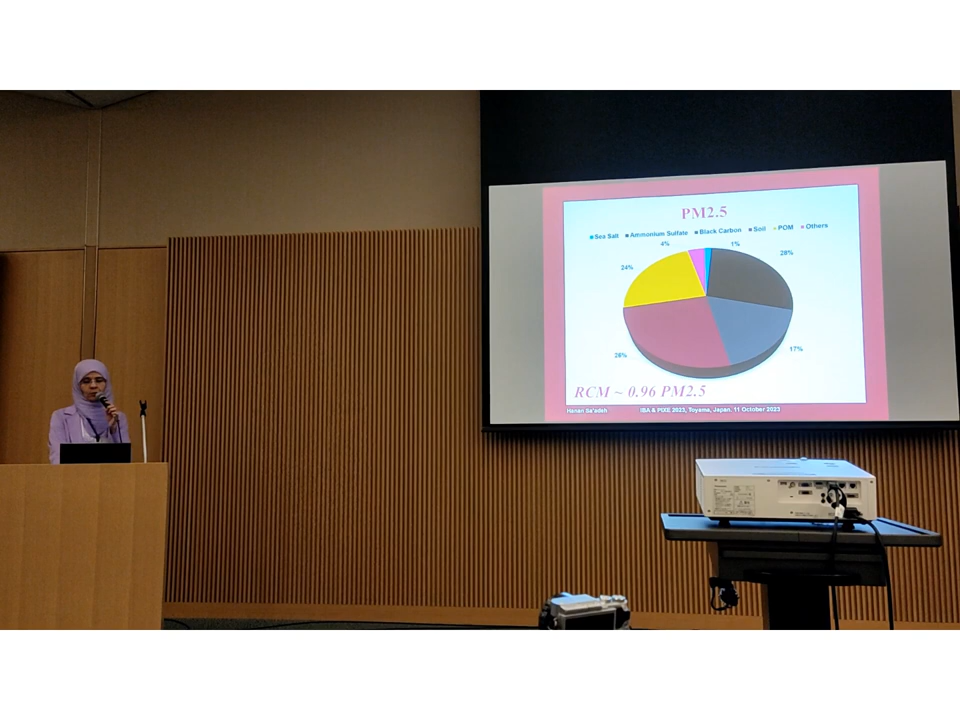 PM2.5
Sea Salt Ammonium Sulfate Black Carbon Soil POM Others
4% 1%
24% 28%
26% 17%
RCM ~ 0.96 PM2.5
Hanan Sa'adeh IBA & PIXE 2023, Toyama, Japan, 11 October 2023